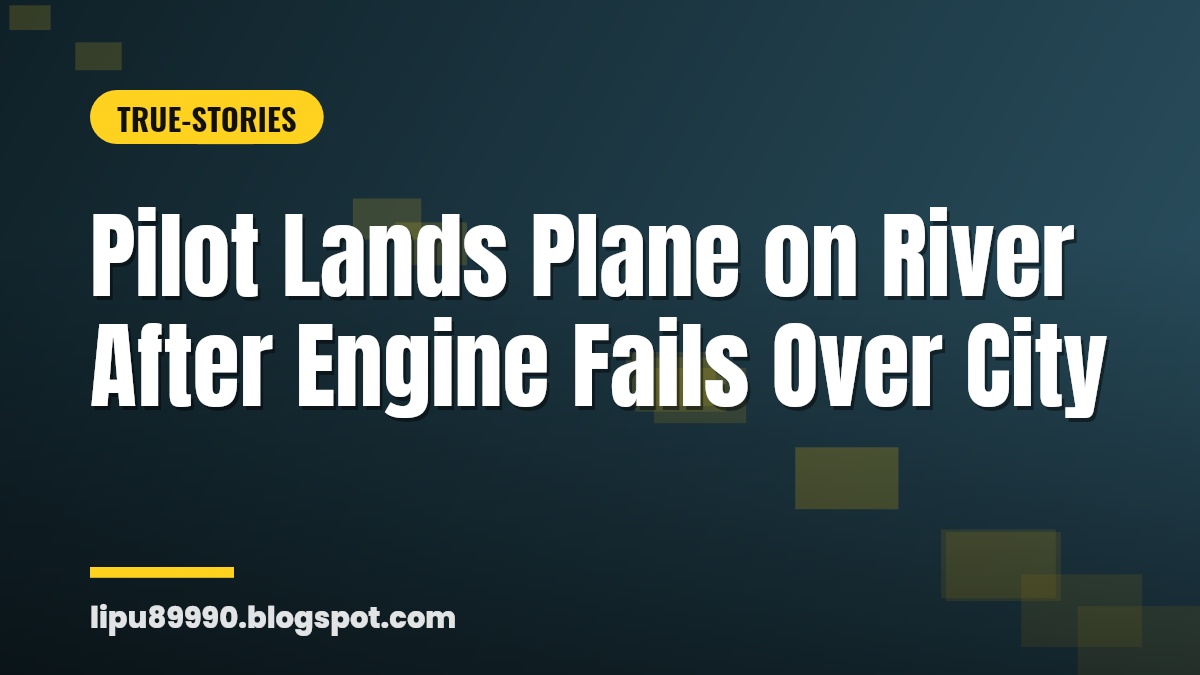 TRUE-STORIES
Pilot Lands Plane on River
After Engine Fails Over City
lipu89990.blogspot.com